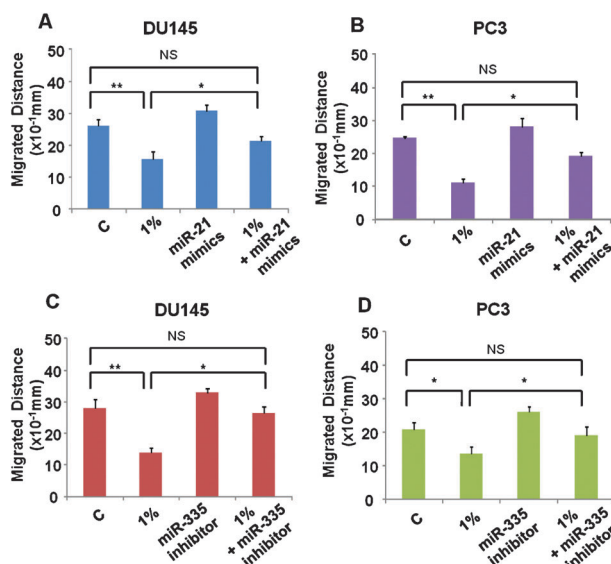 A
DU145
NS
**
*
Migrated Distance
(x10-1mm)
50
40
30
20
10
0
C
1%
miR-21
mimics
1%
+ miR-21
mimics
B
PC3
NS
**
*
Migrated Distance
(x10-1mm)
50
40
30
20
10
0
C
1%
miR-21
mimics
1%
+ miR-21
mimics
C
DU145
NS
**
*
Migrated Distance
(x10-1mm)
50
40
30
20
10
0
C
1%
miR-335
inhibitor
1%
+ miR-335
inhibitor
D
PC3
NS
*
*
Migrated Distance
(x10-1mm)
50
40
30
20
10
0
C
1%
miR-335
inhibitor
1%
+ miR-335
inhibitor